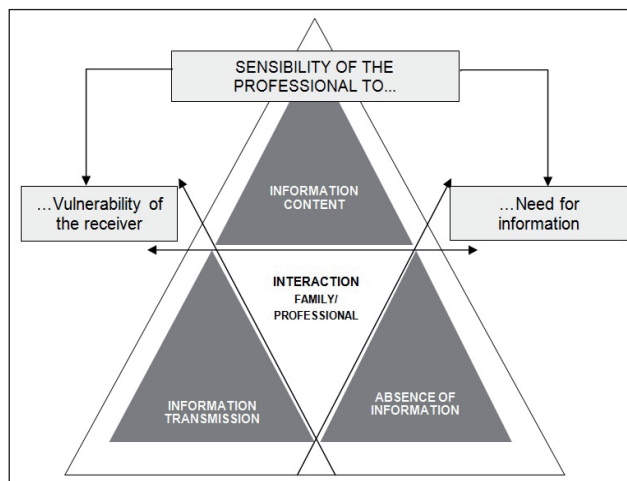 SENSIBILITY OF THE
PROFESSIONAL TO...
INFORMATION
CONTENT
...Vulnerability of
the receiver
...Need for
information
INTERACTION
FAMILY/
PROFESSIONAL
INFORMATION
TRANSMISSION
ABSENCE OF
INFORMATION